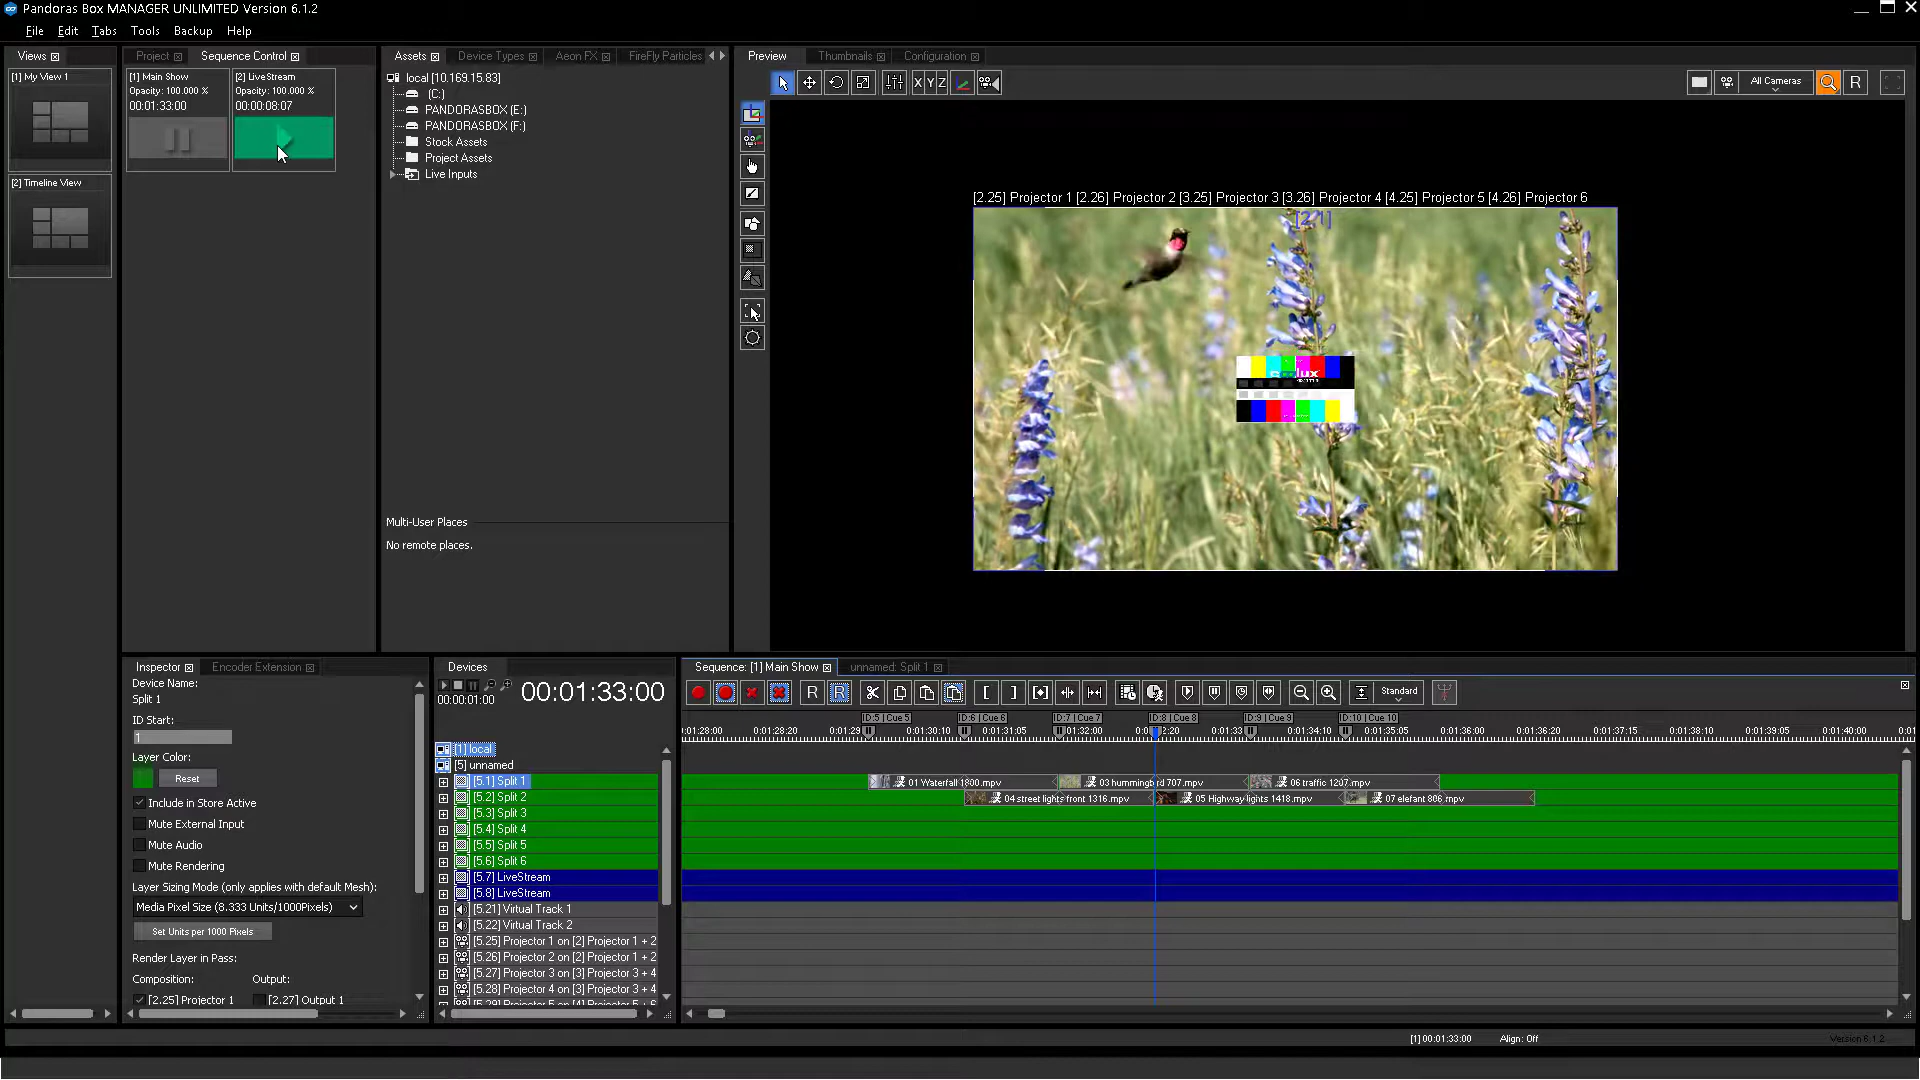 Pandoras Box MANAGER UNLIMITED Version 6.1.2
File Edit Tabs Tools Backup Help
Views
[1] My View 1
[2] Timeline View
Project Sequence Control
[1] Main Show
Opacity: 100.000 %
00:01:33:00
[2] LiveStream
Opacity: 100.000 %
00:00:08:07
Assets Device Types Aeon FX FireFly Particles
local [10.169.15.83]
(C:)
PANDORASBOX (E:)
PANDORASBOX (F:)
Stock Assets
Project Assets
Live Inputs
Multi-User Places
No remote places.
Preview Thumbnails Configuration
X Y Z
All Cameras
R
[2.25] Projector 1 [2.26] Projector 2 [3.25] Projector 3 [3.26] Projector 4 [4.25] Projector 5 [4.26] Projector 6
[2.1]
Inspector Encoder Extension
Device Name:
Split 1
ID Start:
1
Layer Color:
Reset
Include in Store Active
Mute External Input
Mute Audio
Mute Rendering
Layer Sizing Mode (only applies with default Mesh):
Media Pixel Size (8.333 Units/1000Pixels)
Set Units per 1000 Pixels
Render Layer in Pass:
Composition: Output:
[2.25] Projector 1 [2.27] Output 1
Devices
00:00:01:00
00:01:33:00
[1] local
[5] unnamed
[5.1] Split 1
[5.2] Split 2
[5.3] Split 3
[5.4] Split 4
[5.5] Split 5
[5.6] Split 6
[5.7] LiveStream
[5.8] LiveStream
[5.21] Virtual Track 1
[5.22] Virtual Track 2
[5.25] Projector 1 on [2] Projector 1 + 2
[5.26] Projector 2 on [2] Projector 1 + 2
[5.27] Projector 3 on [3] Projector 3 + 4
[5.28] Projector 4 on [3] Projector 3 + 4
[5.29] Projector 5 on [4] Projector 5 + 6
Sequence: [1] Main Show unnamed: Split 1
R R Standard
ID:5 | Cue 5 ID:6 | Cue 6 ID:7 | Cue 7 ID:8 | Cue 8 ID:9 | Cue 9 ID:10 | Cue 10
0:01:28:00 0:01:28:20 0:01:29 0:01:30:10 0:01:31:05 0:01:32:00 0:01:33:15 0:01:34:10 0:01:35:05 0:01:36:00 0:01:36:20 0:01:37:15 0:01:38:10 0:01:39:05 0:01:40:00
01 Waterfall 1800.mpv 03 hummingbird 707.mpv 06 traffic 1207.mpv
04 street lights front 1316.mpv 05 Highway lights 1418.mpv 07 elefant 806.mpv
[1] 00:01:33:00 Align: Off Version 6.1.2